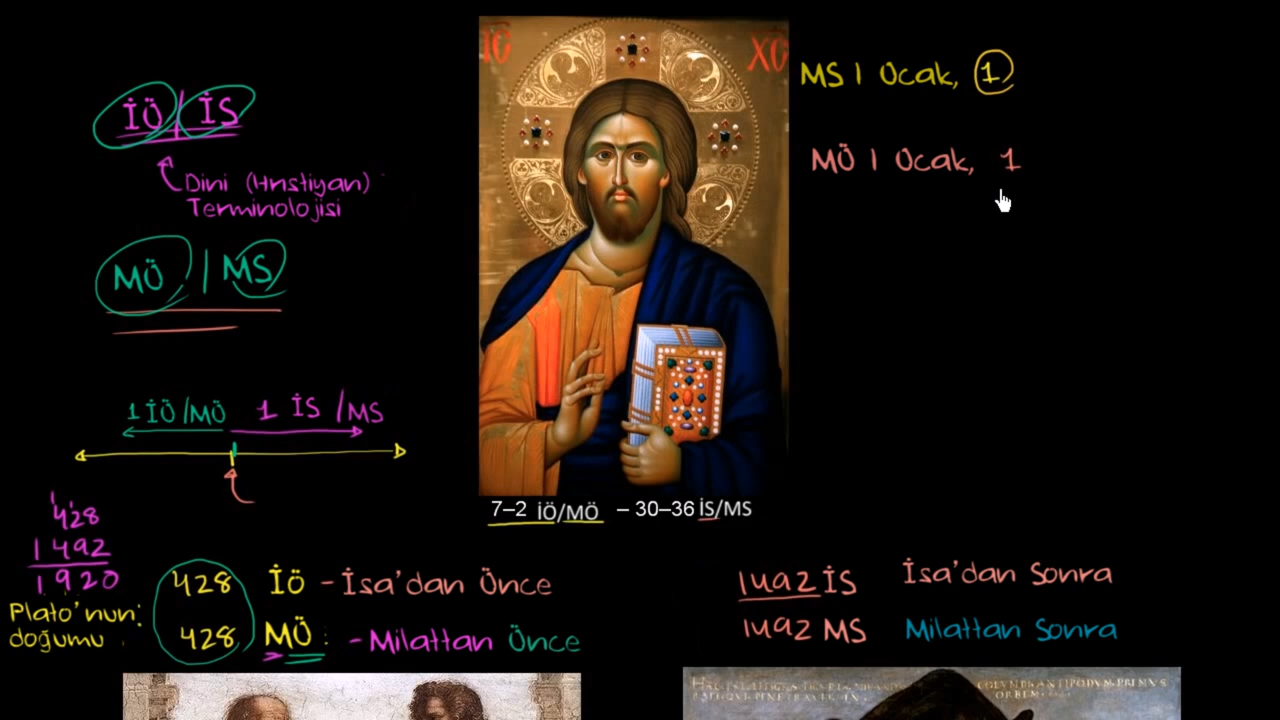 İÖ/İS
Dini (Hristiyan)
Terminolojisi
MÖ | MS
1 İÖ/MÖ 1 İS /MS
428
1492
1920
Plato'nun:
doğumu
428 İÖ - İsa'dan Önce
428 MÖ: - Milattan Önce
IC XC
7–2 İÖ/MÖ – 30–36 İS/MS
MS 1 Ocak, 1
MÖ 1 Ocak, 1
1492 İS İsa'dan Sonra
1492 MS Milattan Sonra